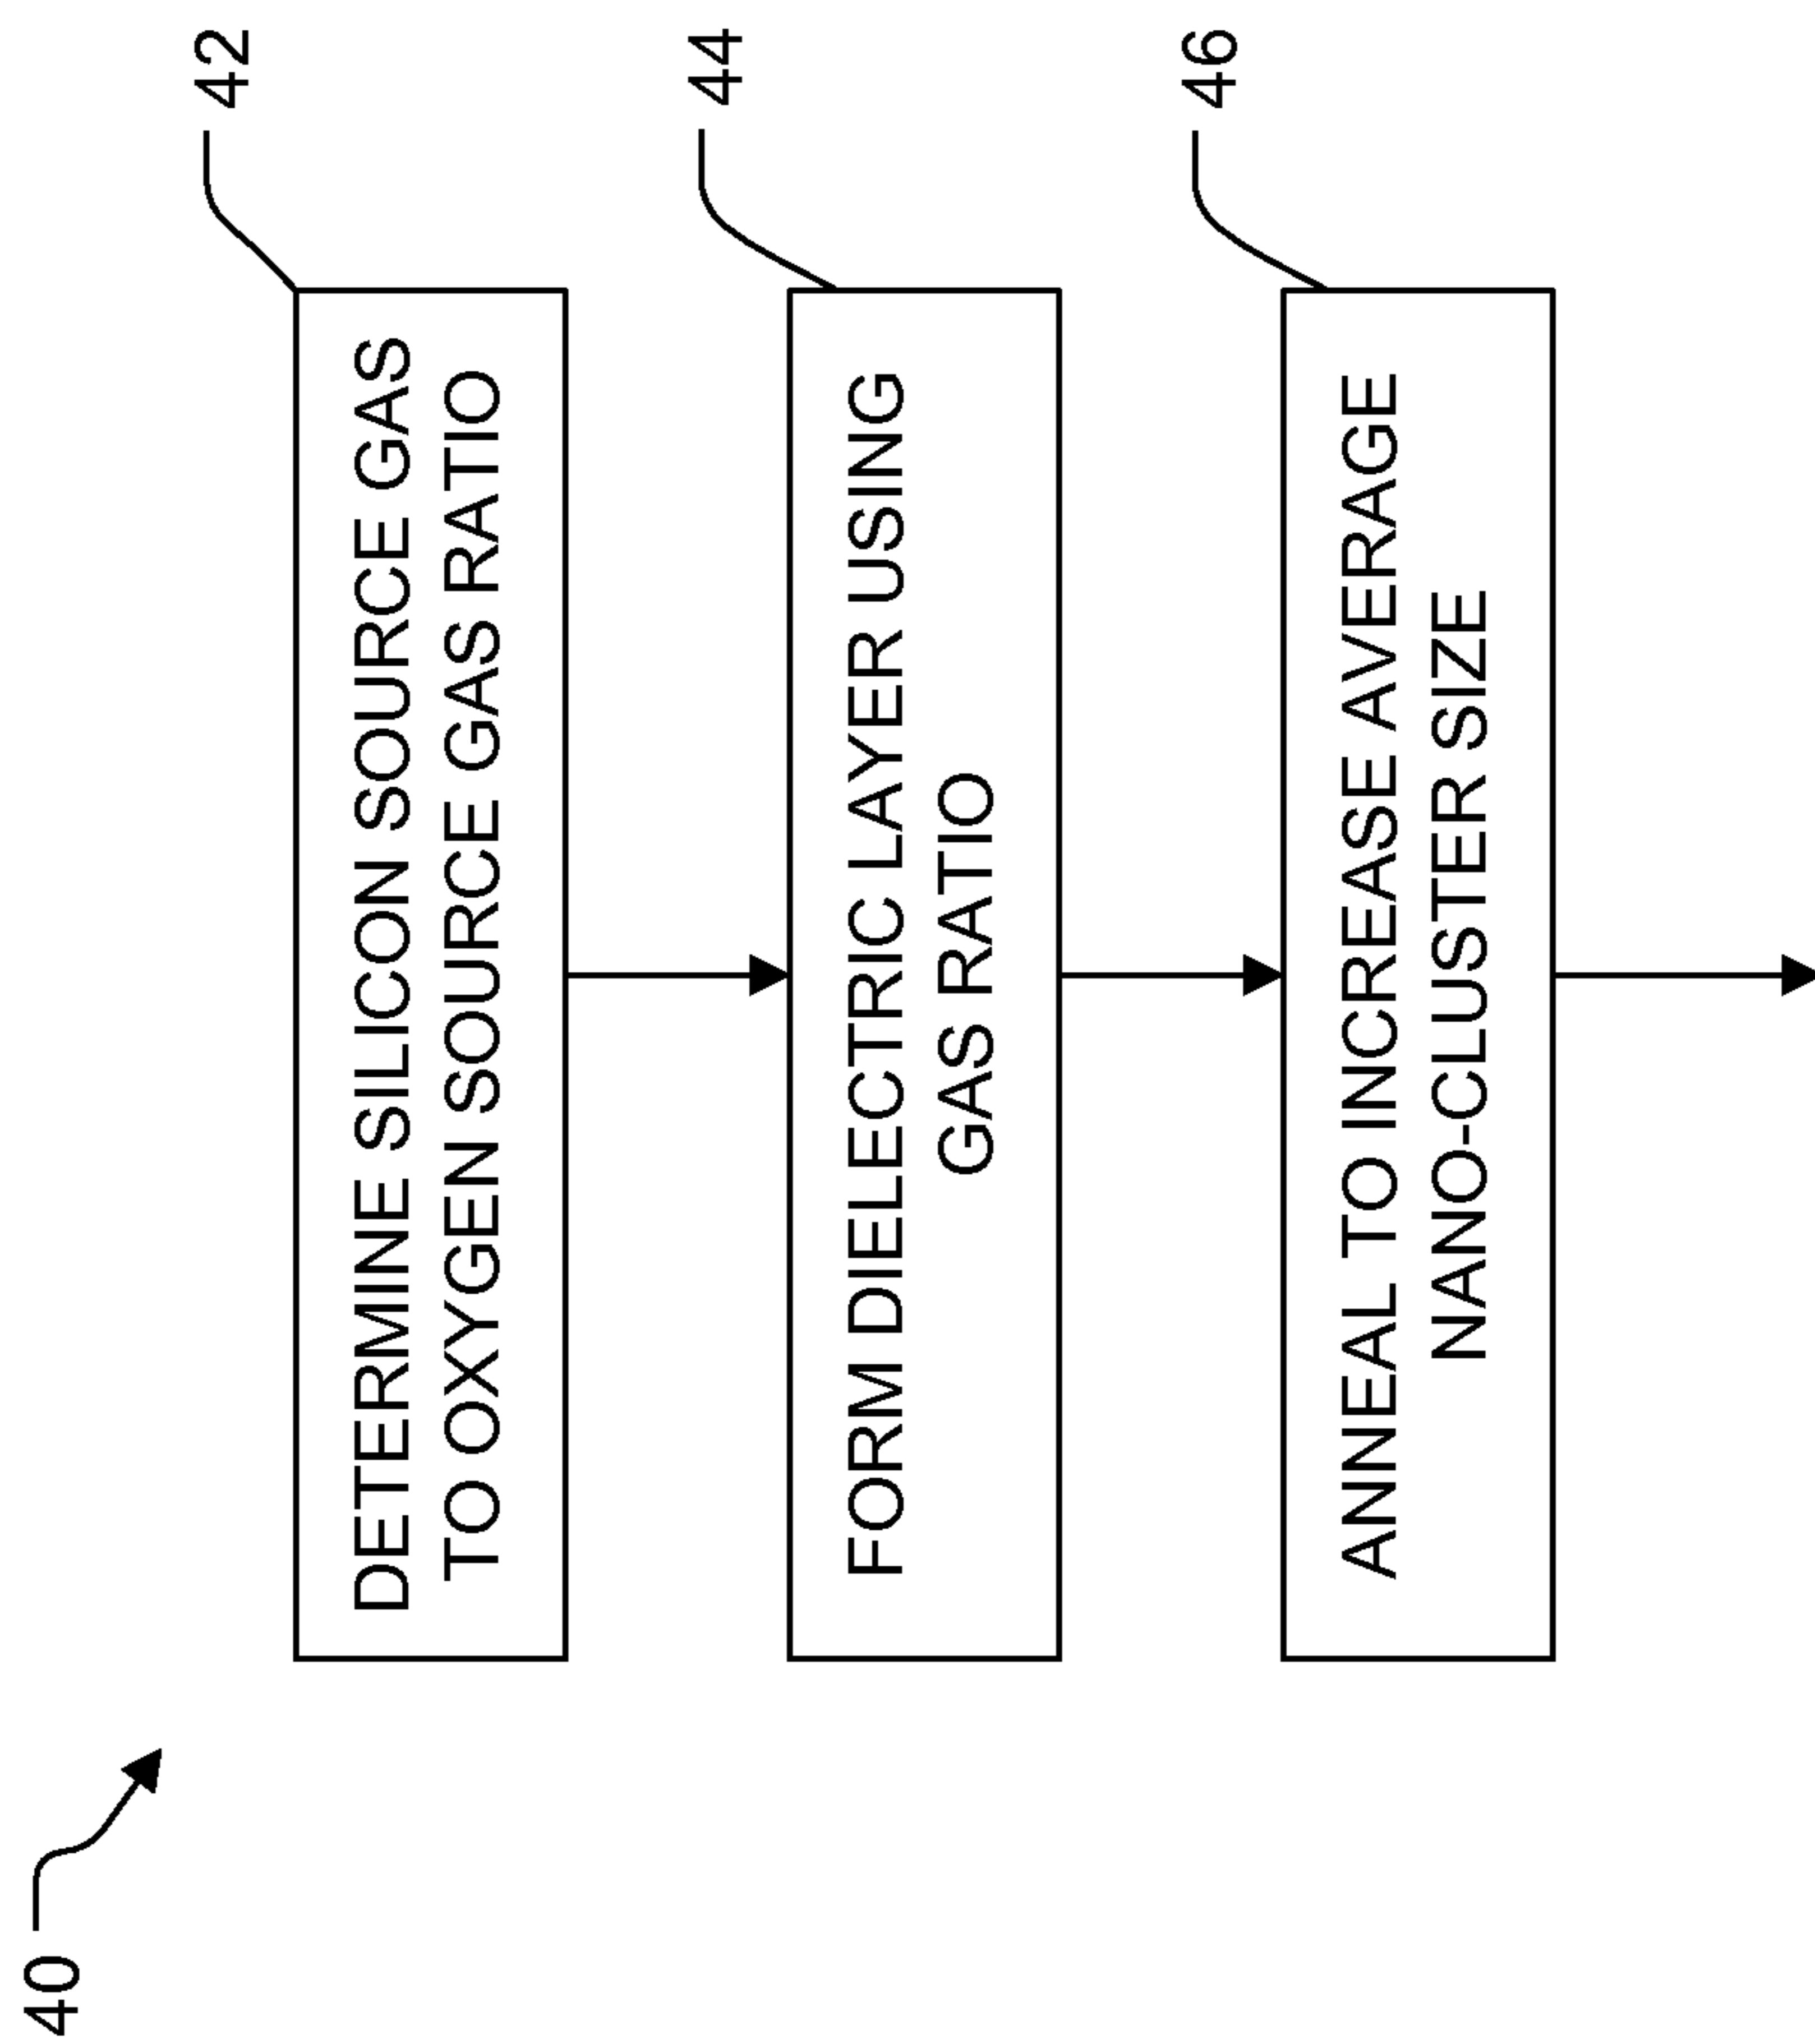 40
42
DETERMINE SILICON SOURCE GAS
TO OXYGEN SOURCE GAS RATIO
44
FORM DIELECTRIC LAYER USING
GAS RATIO
46
ANNEAL TO INCREASE AVERAGE
NANO-CLUSTER SIZE